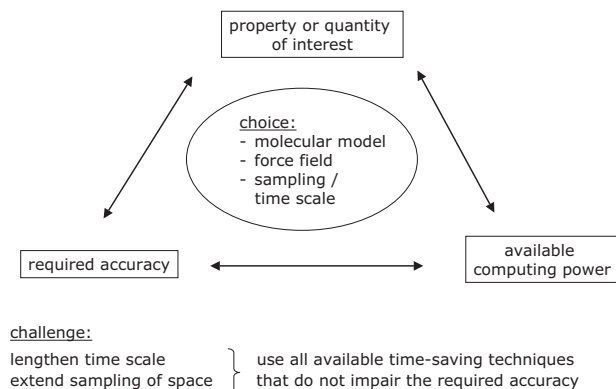 property or quantity
of interest
choice:
- molecular model
- force field
- sampling /
time scale
required accuracy
available
computing power
challenge:
lengthen time scale
extend sampling of space
use all available time-saving techniques
that do not impair the required accuracy